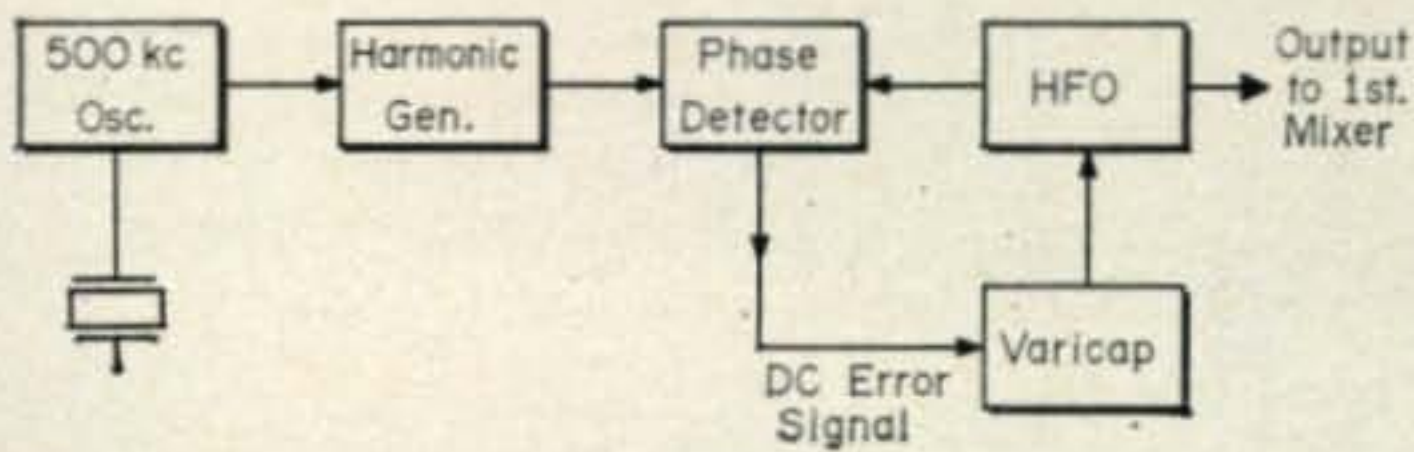 500 kc
Osc.
Harmonic
Gen.
Phase
Detector
HFO
Output
to 1st.
Mixer
Varicap
DC Error
Signal